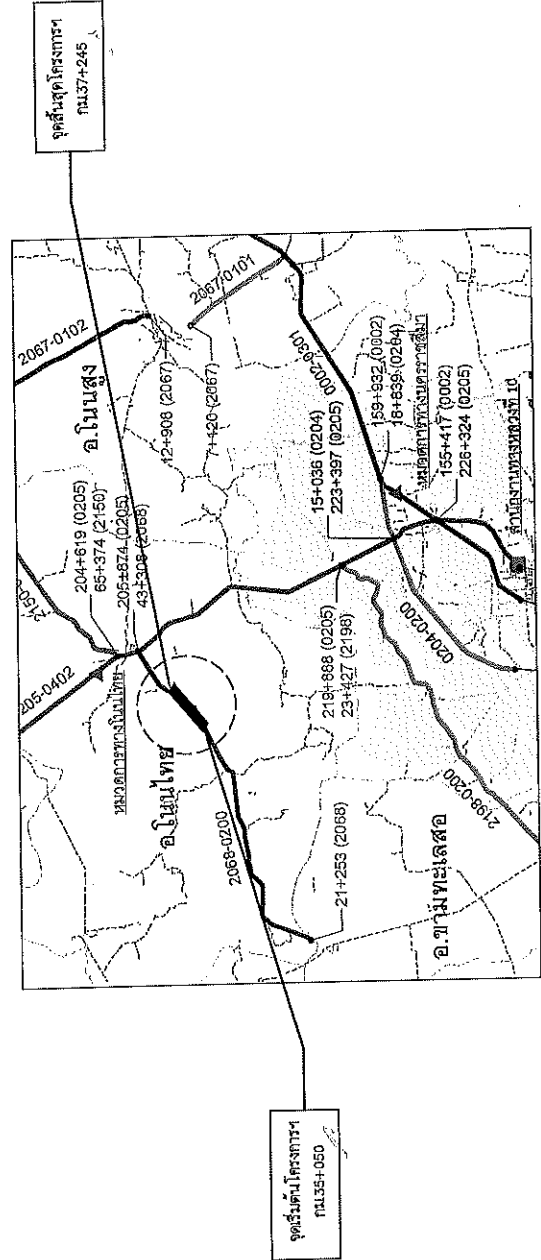 จุดสิ้นสุดโครงการฯ
กม.37+245
2067-0102
2067-0101
อ.โนนสูง
12+908 (2067)
7+420 (2067)
0002-0301
204+619 (0205)
65+374 (2150)
205+674 (0205)
205-0402
หมวดการทางโนนไทย
อ.โนนไทย
2068-0200
21+253 (2068)
15+036 (0204)
223+397 (0205)
159+932 (0002)
18+839 (0204)
หมวดการทางนครราชสีมา
155+417 (0002)
226+324 (0205)
219+888 (0205)
23+427 (2198)
0204-0200
2198-0200
อ.ขามทะเลสอ
สำนักงานทางหลวงที่ 10
จุดเริ่มต้นโครงการฯ
กม.35+050